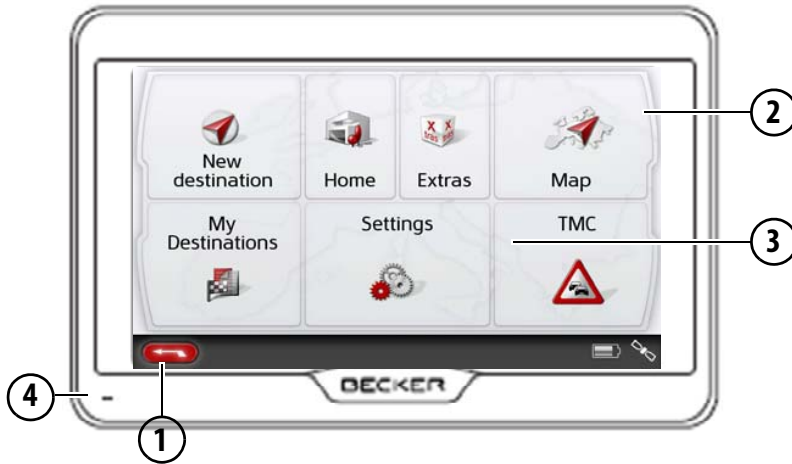 New
destination
Home
Extras
Map
My
Destinations
Settings
TMC
BECKER
1
2
3
4